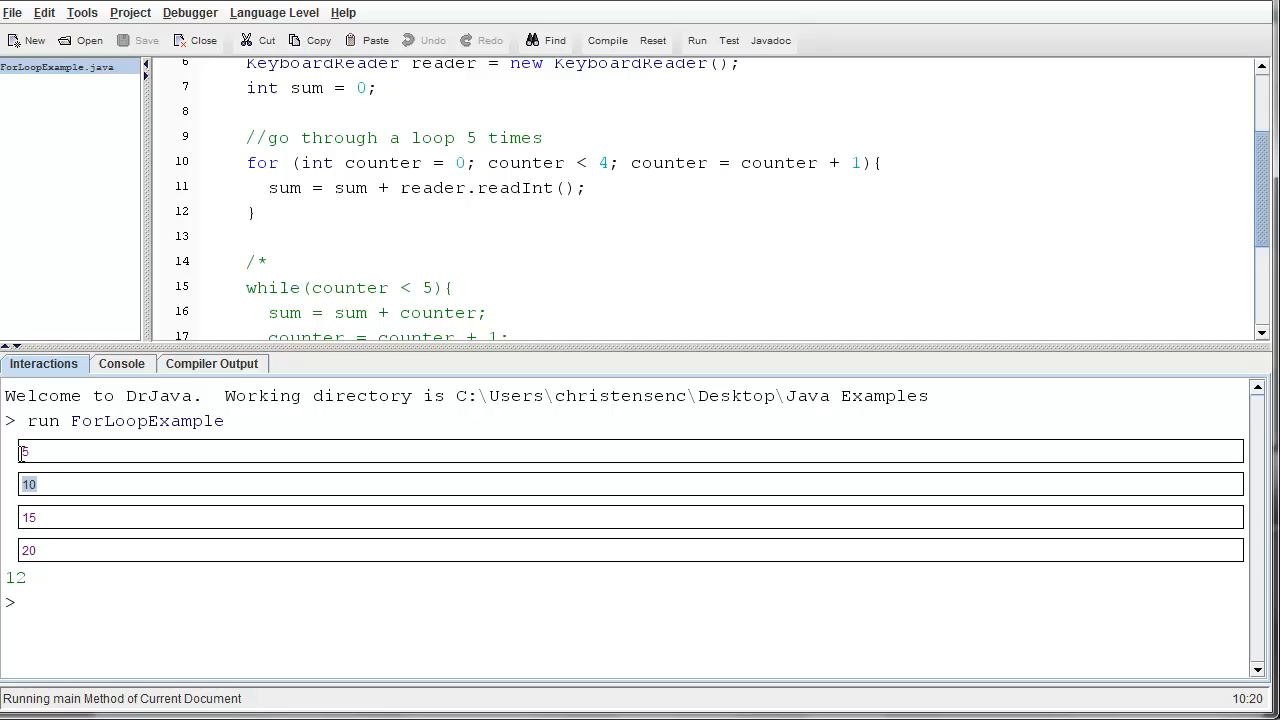 File Edit Tools Project Debugger Language Level Help
New Open Save Close Cut Copy Paste Undo Redo Find Compile Reset Run Test Javadoc
ForLoopExample.java
6 KeyboardReader reader = new KeyboardReader();
7 int sum = 0;
8
9 //go through a loop 5 times
10 for (int counter = 0; counter < 4; counter = counter + 1){
11 sum = sum + reader.readInt();
12 }
13
14 /*
15 while(counter < 5){
16 sum = sum + counter;
17 counter = counter + 1;
Interactions Console Compiler Output
Welcome to DrJava. Working directory is C:\Users\christensenc\Desktop\Java Examples
> run ForLoopExample
5
10
15
20
12
>
Running main Method of Current Document 10:20